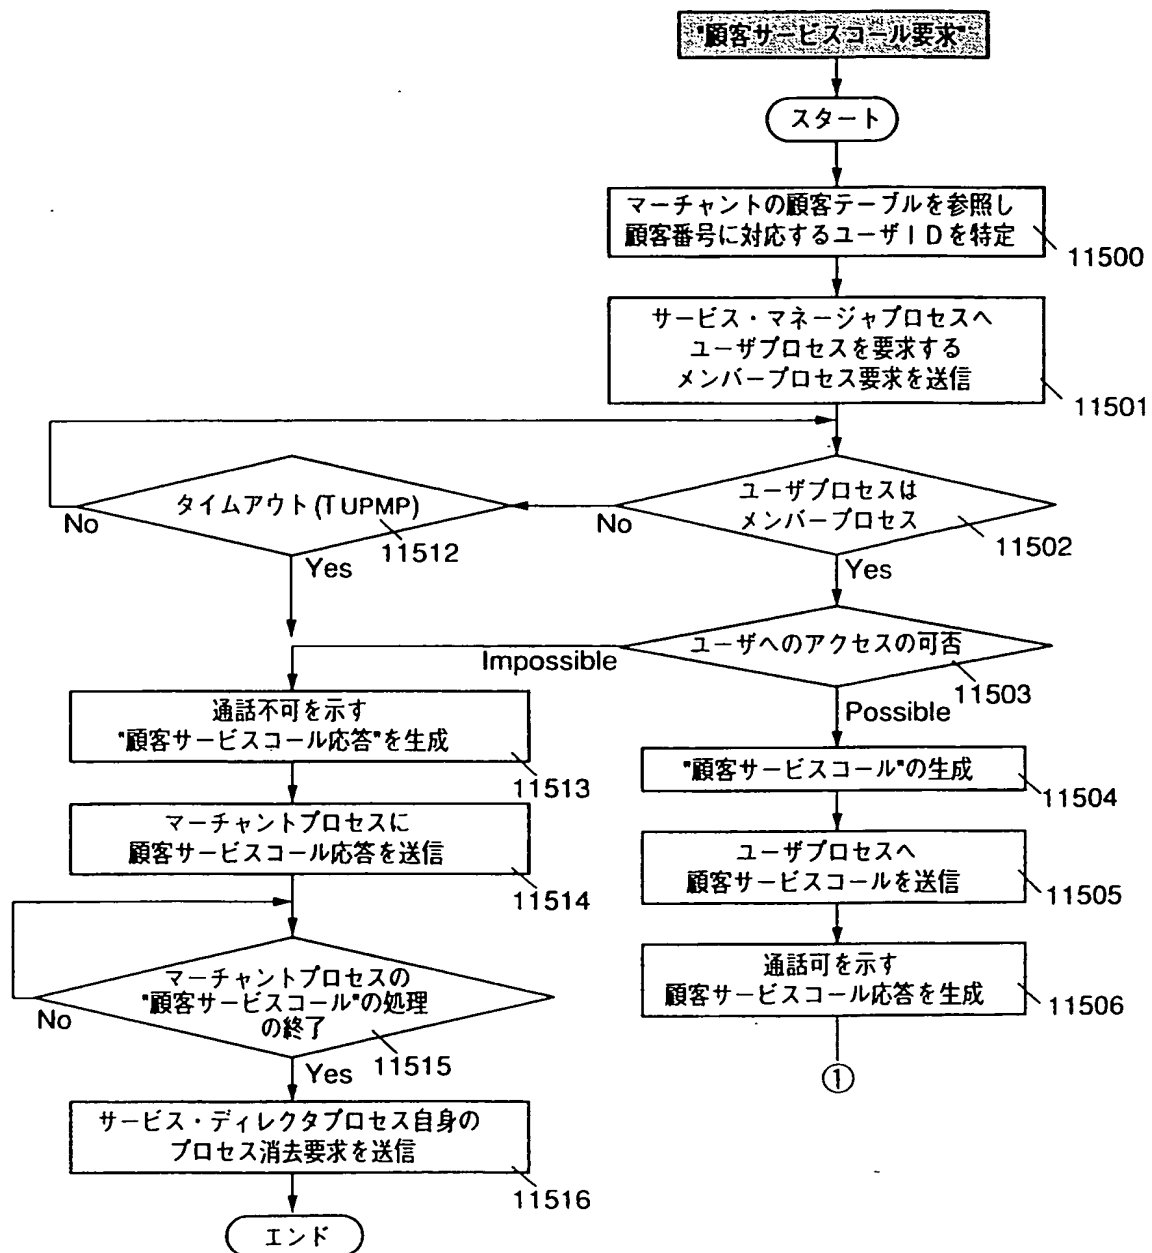 "顧客サービスコール要求"
スタート
マーチャントの顧客テーブルを参照し
顧客番号に対応するユーザIDを特定
11500
サービス・マネージャプロセスへ
ユーザプロセスを要求する
メンバープロセス要求を送信
11501
ユーザプロセスは
メンバープロセス
11502
No
Yes
タイムアウト(TUPMP)
11512
No
Yes
ユーザへのアクセスの可否
11503
Impossible
Possible
通話不可を示す
"顧客サービスコール応答"を生成
11513
"顧客サービスコール"の生成
11504
マーチャントプロセスに
顧客サービスコール応答を送信
11514
ユーザプロセスへ
顧客サービスコールを送信
11505
通話可を示す
顧客サービスコール応答を生成
11506
①
マーチャントプロセスの
"顧客サービスコール"の処理
の終了
11515
No
Yes
サービス・ディレクタプロセス自身の
プロセス消去要求を送信
11516
エンド